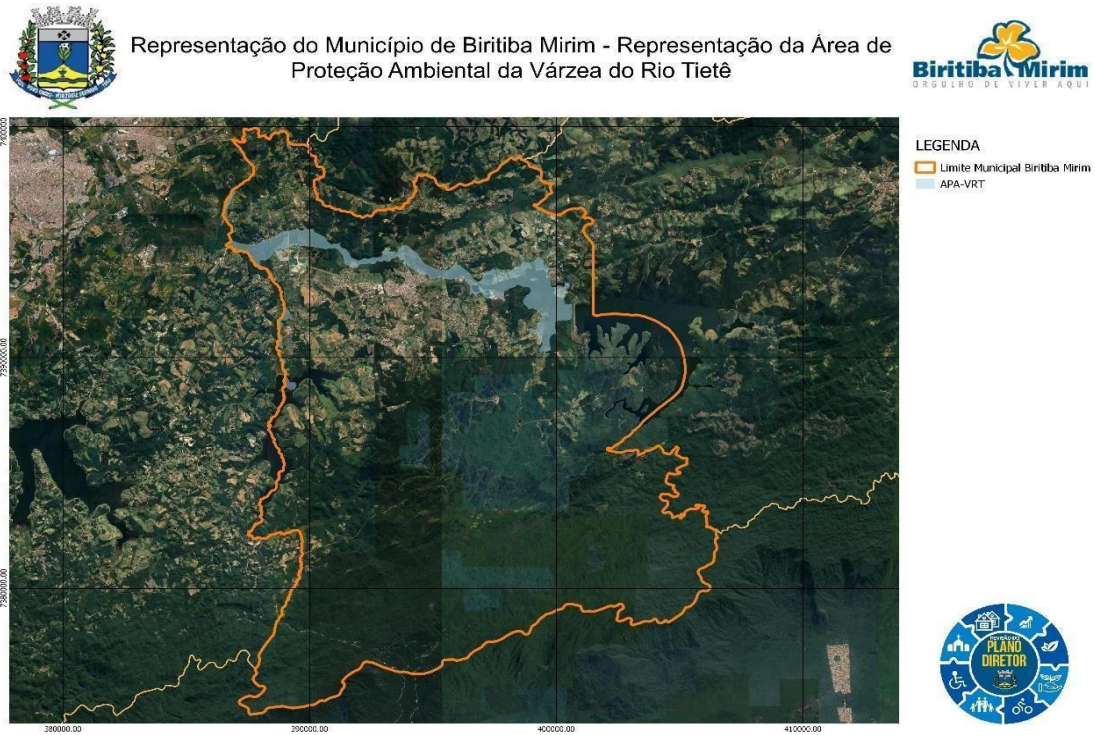 Representação do Município de Biritiba Mirim - Representação da Área de
Proteção Ambiental da Várzea do Rio Tietê
Biritiba Mirim
ORGULHO DE VIVER AQUI
LEGENDA
Limite Municipal Biritiba Mirim
APA-VRT
7400000
7390000.00
7380000.00
380000.00
390000.00
400000.00
410000.00
REVISÃO DO
PLANO
DIRETOR